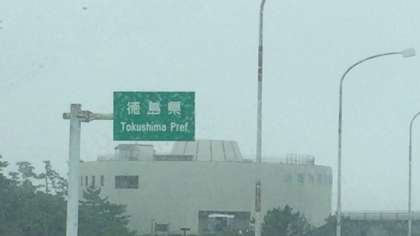 徳島県
Tokushima Pref.